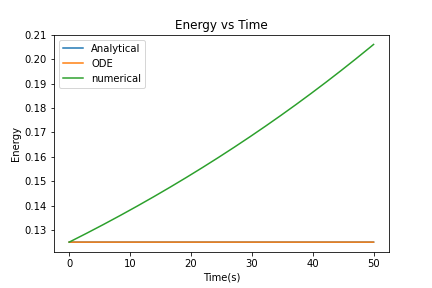 Energy vs Time
0.21
0.20
0.19
0.18
0.17
0.16
0.15
0.14
0.13
Energy
Analytical
ODE
numerical
0 10 20 30 40 50
Time(s)